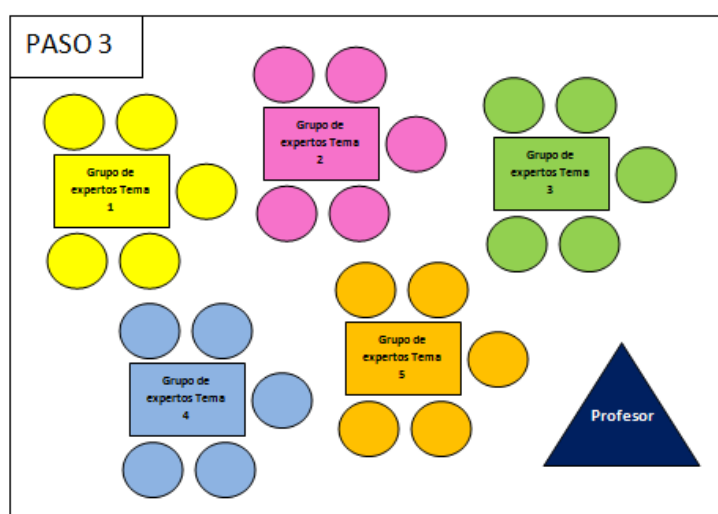 PASO 3
Grupo de
expertos Tema
1
Grupo de
expertos Tema
2
Grupo de
expertos Tema
3
Grupo de
expertos Tema
4
Grupo de
expertos Tema
5
Profesor